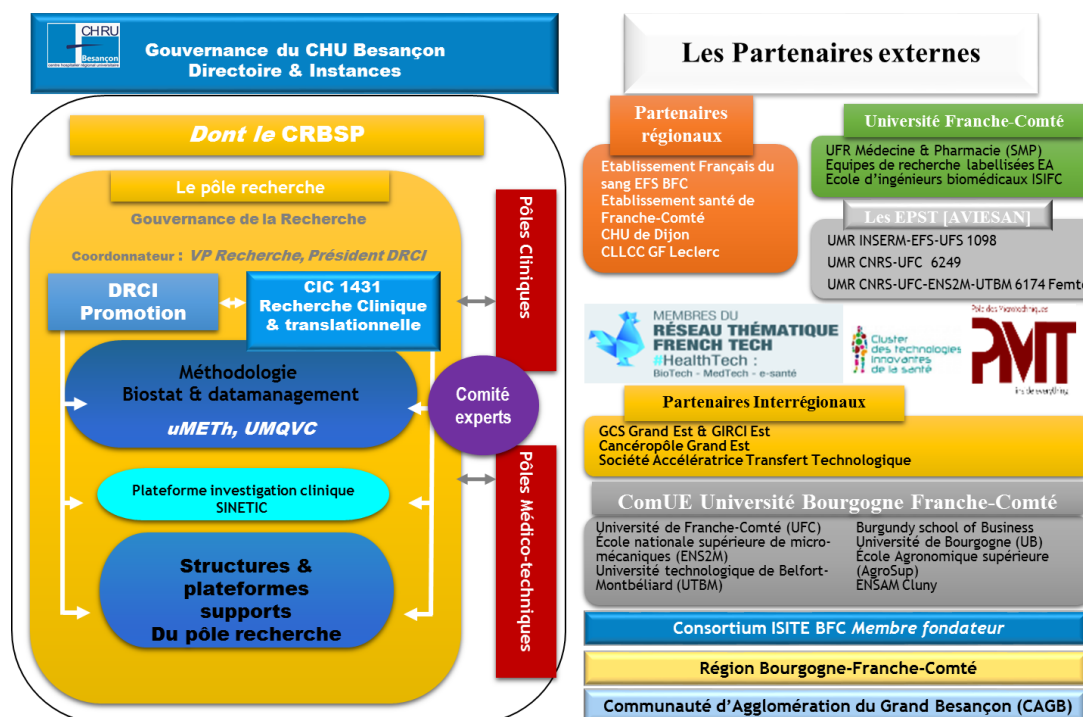 CHRU
Besançon
centre hospitalier régional universitaire
Gouvernance du CHU Besançon
Directoire & Instances
Dont le CRBSP
Le pôle recherche
Gouvernance de la Recherche
Coordonnateur : VP Recherche, Président DRCI
DRCI
Promotion
CIC 1431
Recherche Clinique
& translationnelle
Méthodologie
Biostat & datamanagement
uMETh, UMQVC
Plateforme investigation clinique
SINETIC
Structures &
plateformes
supports
Du pôle recherche
Pôles Cliniques
Comité
experts
Pôles Médico-techniques
Les Partenaires externes
Partenaires
régionaux
Etablissement Français du
sang EFS BFC
Etablissement santé de
Franche-Comté
CHU de Dijon
CLLCC GF Leclerc
Université Franche-Comté
UFR Médecine & Pharmacie (SMP)
Equipes de recherche labellisées EA
Ecole d'ingénieurs biomédicaux ISIFC
Les EPST [AVIESAN]
UMR INSERM-EFS-UFS 1098
UMR CNRS-UFC 6249
UMR CNRS-UFC-ENS2M-UTBM 6174 Femto
MEMBRES DU
RÉSEAU THÉMATIQUE
FRENCH TECH
#HealthTech :
BioTech - MedTech - e-santé
Cluster
des technologies
innovantes
de la santé
Pôle des Microtechniques
PMT
inside everything
Partenaires Interrégionaux
GCS Grand Est & GIRCI Est
Cancéropôle Grand Est
Société Accélératrice Transfert Technologique
ComUE Université Bourgogne Franche-Comté
Université de Franche-Comté (UFC)
École nationale supérieure de micro-
mécaniques (ENS2M)
Université technologique de Belfort-
Montbéliard (UTBM)
Burgundy school of Business
Université de Bourgogne (UB)
École Agronomique supérieure
(AgroSup)
ENSAM Cluny
Consortium ISITE BFC Membre fondateur
Région Bourgogne-Franche-Comté
Communauté d'Agglomération du Grand Besançon (CAGB)